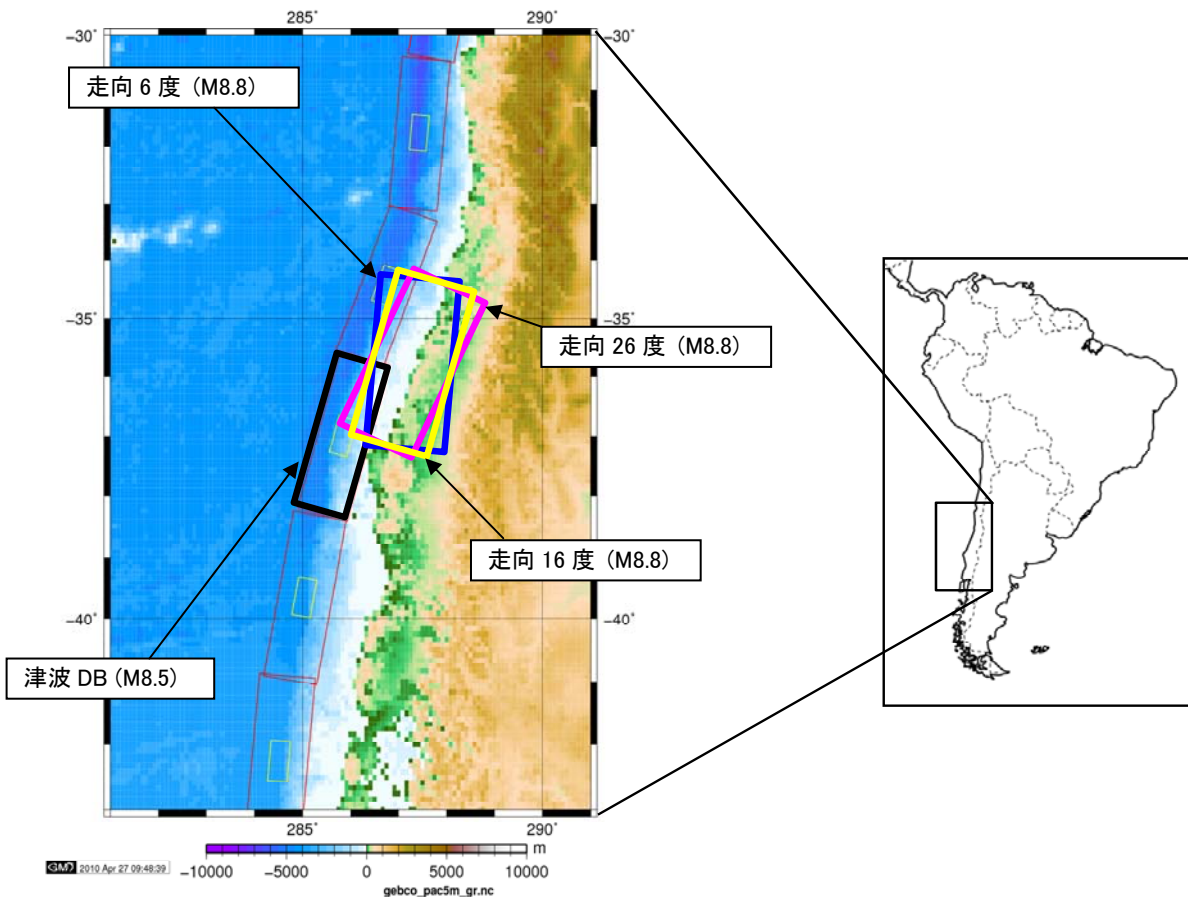 285˚ 290˚
−30˚ −30˚
走向 6 度 (M8.8)
−35˚ −35˚
走向 26 度 (M8.8)
走向 16 度 (M8.8)
−40˚ −40˚
津波 DB (M8.5)
285˚ 290˚
m
−10000 −5000 0 5000 10000
GMT 2010 Apr 27 09:48:39
gebco_pac5m_gr.nc